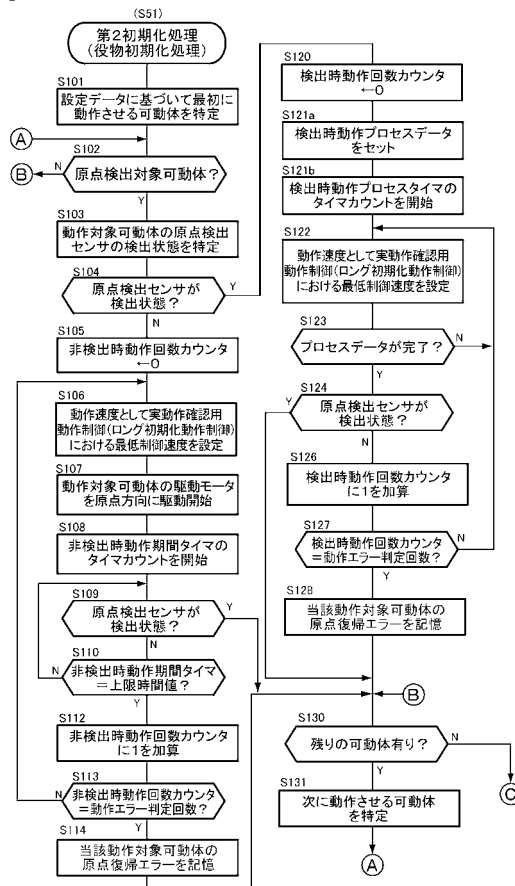 (S51)
第2初期化処理
(役物初期化処理)
S101
設定データに基づいて最初に
動作させる可動体を特定
A
S102
B
N
原点検出対象可動体？
Y
S103
動作対象可動体の原点検出
センサの検出状態を特定
S104
原点検出センサが
検出状態？
Y
N
S105
非検出時動作回数カウンタ
←0
S106
動作速度として実動作確認用
動作制御(ロング初期化動作制御)
における最低制御速度を設定
S107
動作対象可動体の駆動モータ
を原点方向に駆動開始
S108
非検出時動作期間タイマの
タイマカウントを開始
S109
原点検出センサが
検出状態？
Y
N
S110
N
非検出時動作期間タイマ
＝上限時間値？
Y
S112
非検出時動作回数カウンタ
に1を加算
S113
N
非検出時動作回数カウンタ
＝動作エラー判定回数？
Y
S114
当該動作対象可動体の
原点復帰エラーを記憶
S120
検出時動作回数カウンタ
←0
S121a
検出時動作プロセスデータ
をセット
S121b
検出時動作プロセスタイマの
タイマカウントを開始
S122
動作速度として実動作確認用
動作制御(ロング初期化動作制御)
における最低制御速度を設定
S123
プロセスデータが完了？
N
Y
S124
Y
原点検出センサが
検出状態？
N
S126
検出時動作回数カウンタ
に1を加算
S127
検出時動作回数カウンタ
＝動作エラー判定回数？
N
Y
S128
当該動作対象可動体の
原点復帰エラーを記憶
B
S130
残りの可動体有り？
N
Y
C
S131
次に動作させる可動体
を特定
A